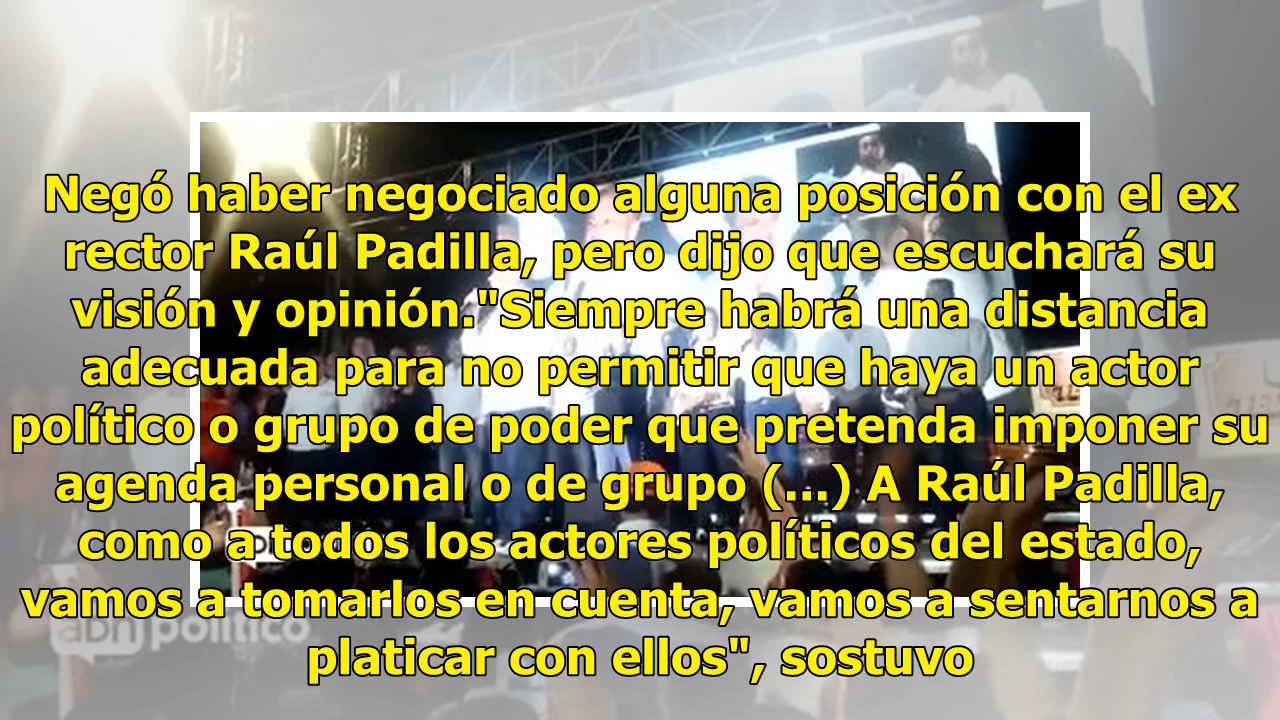 Negó haber negociado alguna posición con el ex
rector Raúl Padilla, pero dijo que escuchará su
visión y opinión."Siempre habrá una distancia
adecuada para no permitir que haya un actor
político o grupo de poder que pretenda imponer su
agenda personal o de grupo (...) A Raúl Padilla,
como a todos los actores políticos del estado,
vamos a tomarlos en cuenta, vamos a sentarnos a
platicar con ellos", sostuvo
adn político